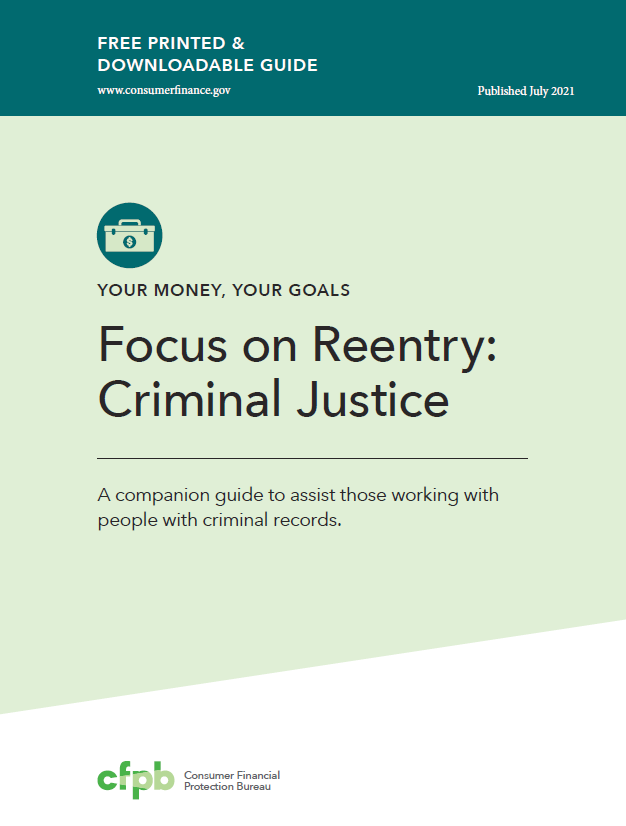 FREE PRINTED &
DOWNLOADABLE GUIDE
www.consumerfinance.gov
Published July 2021
$
YOUR MONEY, YOUR GOALS
Focus on Reentry:
Criminal Justice
A companion guide to assist those working with
people with criminal records.
cfpb
Consumer Financial
Protection Bureau